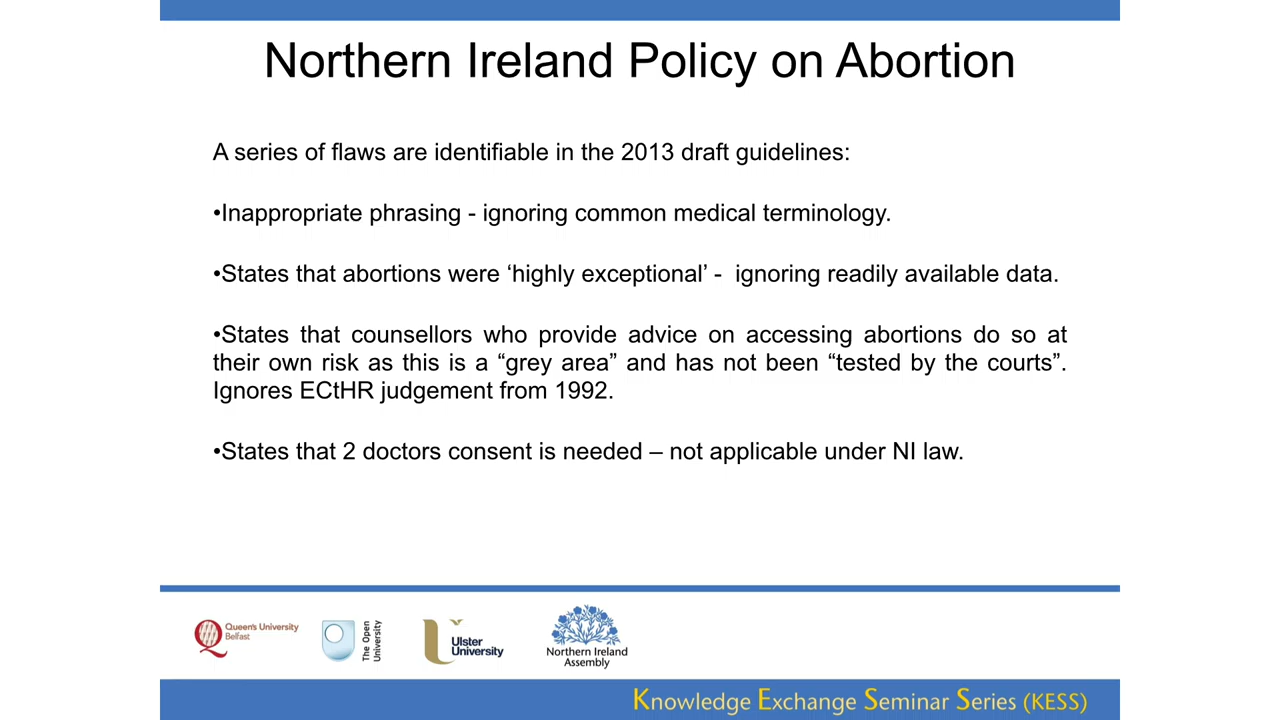 Northern Ireland Policy on Abortion
A series of flaws are identifiable in the 2013 draft guidelines:
•Inappropriate phrasing - ignoring common medical terminology.
•States that abortions were ‘highly exceptional’ -  ignoring readily available data.
•States that counsellors who provide advice on accessing abortions do so at
their own risk as this is a “grey area” and has not been “tested by the courts”.
Ignores ECtHR judgement from 1992.
•States that 2 doctors consent is needed – not applicable under NI law.
Queen's University
Belfast
The Open
University
Ulster
University
Northern Ireland
Assembly
Knowledge Exchange Seminar Series (KESS)